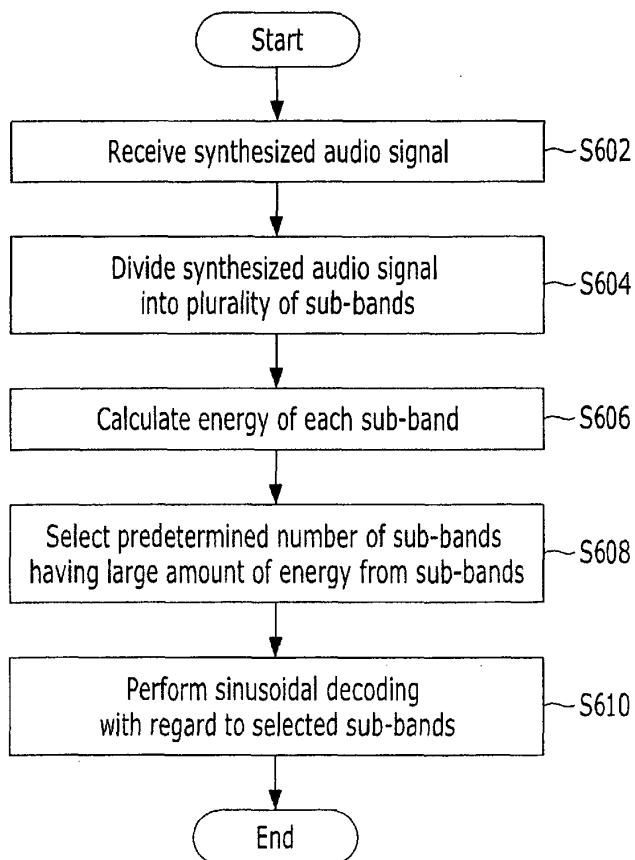 Start
Receive synthesized audio signal
S602
Divide synthesized audio signal
into plurality of sub-bands
S604
Calculate energy of each sub-band
S606
Select predetermined number of sub-bands
having large amount of energy from sub-bands
S608
Perform sinusoidal decoding
with regard to selected sub-bands
S610
End